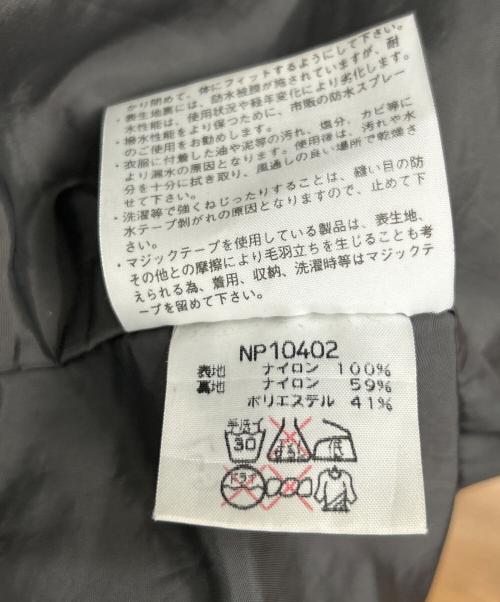 かり閉めて、体にフィットするようにして下さい。
・表生地裏には、防水被膜が施されていますが、耐
水性能は、使用状況や経年変化により劣化します。
・撥水性能をより保つために、市販の防水スプレー
のご使用をお勧めします。
・衣服に付着した油や泥等の汚れ、塩分、カビ等に
より漏水の原因となります。使用後は、汚れや水
分を十分に拭き取り、風通しの良い場所で乾燥さ
せて下さい。
・洗濯等で強くねじったりすることは、縫い目の防
水テープ剥がれの原因となりますので、止めて下
さい。
・マジックテープを使用している製品は、表生地、
その他との摩擦により毛羽立ちを生じることも考
えられる為、着用、収納、洗濯時等はマジックテ
ープを留めて下さい。
NP10402
表地 ナイロン 100%
裏地 ナイロン 59%
ポリエステル 41%
手洗イ
30
ドライ